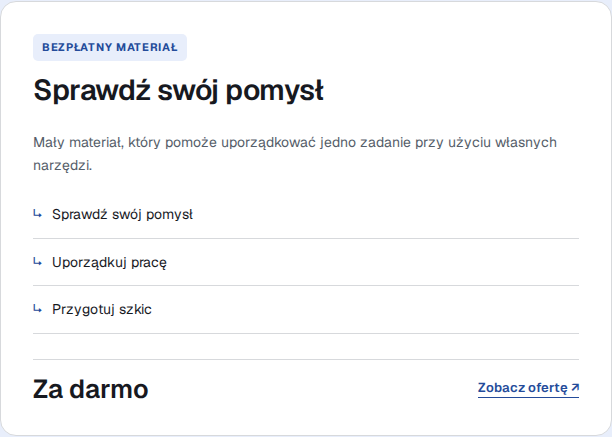 BEZPŁATNY MATERIAŁ
Sprawdź swój pomysł
Mały materiał, który pomoże uporządkować jedno zadanie przy użyciu własnych
narzędzi.
↳ Sprawdź swój pomysł
↳ Uporządkuj pracę
↳ Przygotuj szkic
Za darmo
Zobacz ofertę ↗